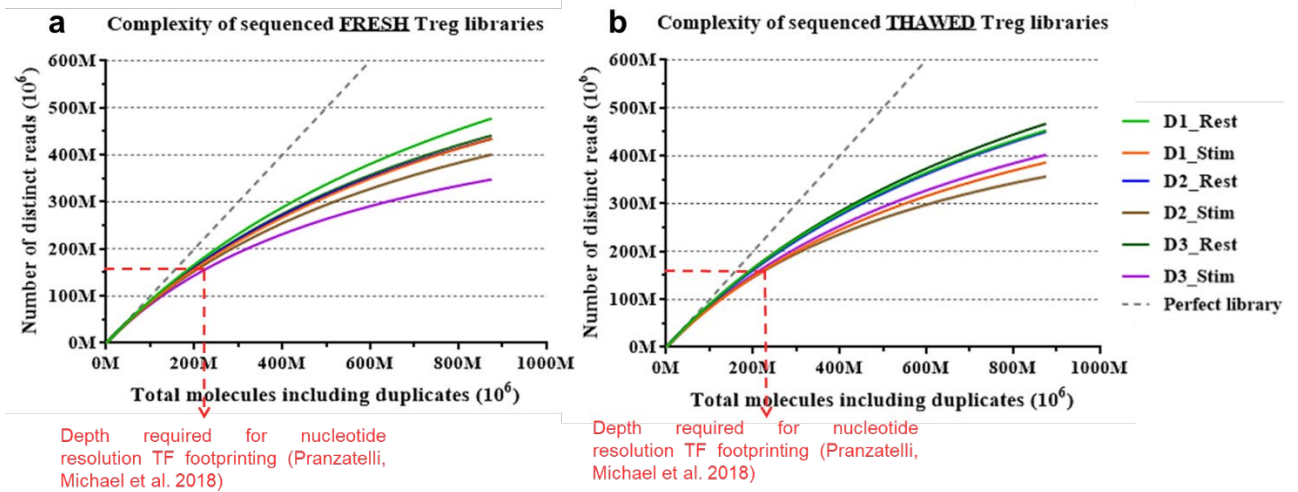 a
Complexity of sequenced FRESH Treg libraries
Number of distinct reads (10⁶)
600M
500M
400M
300M
200M
100M
0M
0M 200M 400M 600M 800M 1000M
Total molecules including duplicates (10⁶)
Depth required for nucleotide
resolution TF footprinting (Pranzatelli,
Michael et al. 2018)
b
Complexity of sequenced THAWED Treg libraries
Number of distinct reads (10⁶)
600M
500M
400M
300M
200M
100M
0M
0M 200M 400M 600M 800M 1000M
Total molecules including duplicates (10⁶)
Depth required for nucleotide
resolution TF footprinting (Pranzatelli,
Michael et al. 2018)
D1_Rest
D1_Stim
D2_Rest
D2_Stim
D3_Rest
D3_Stim
Perfect library